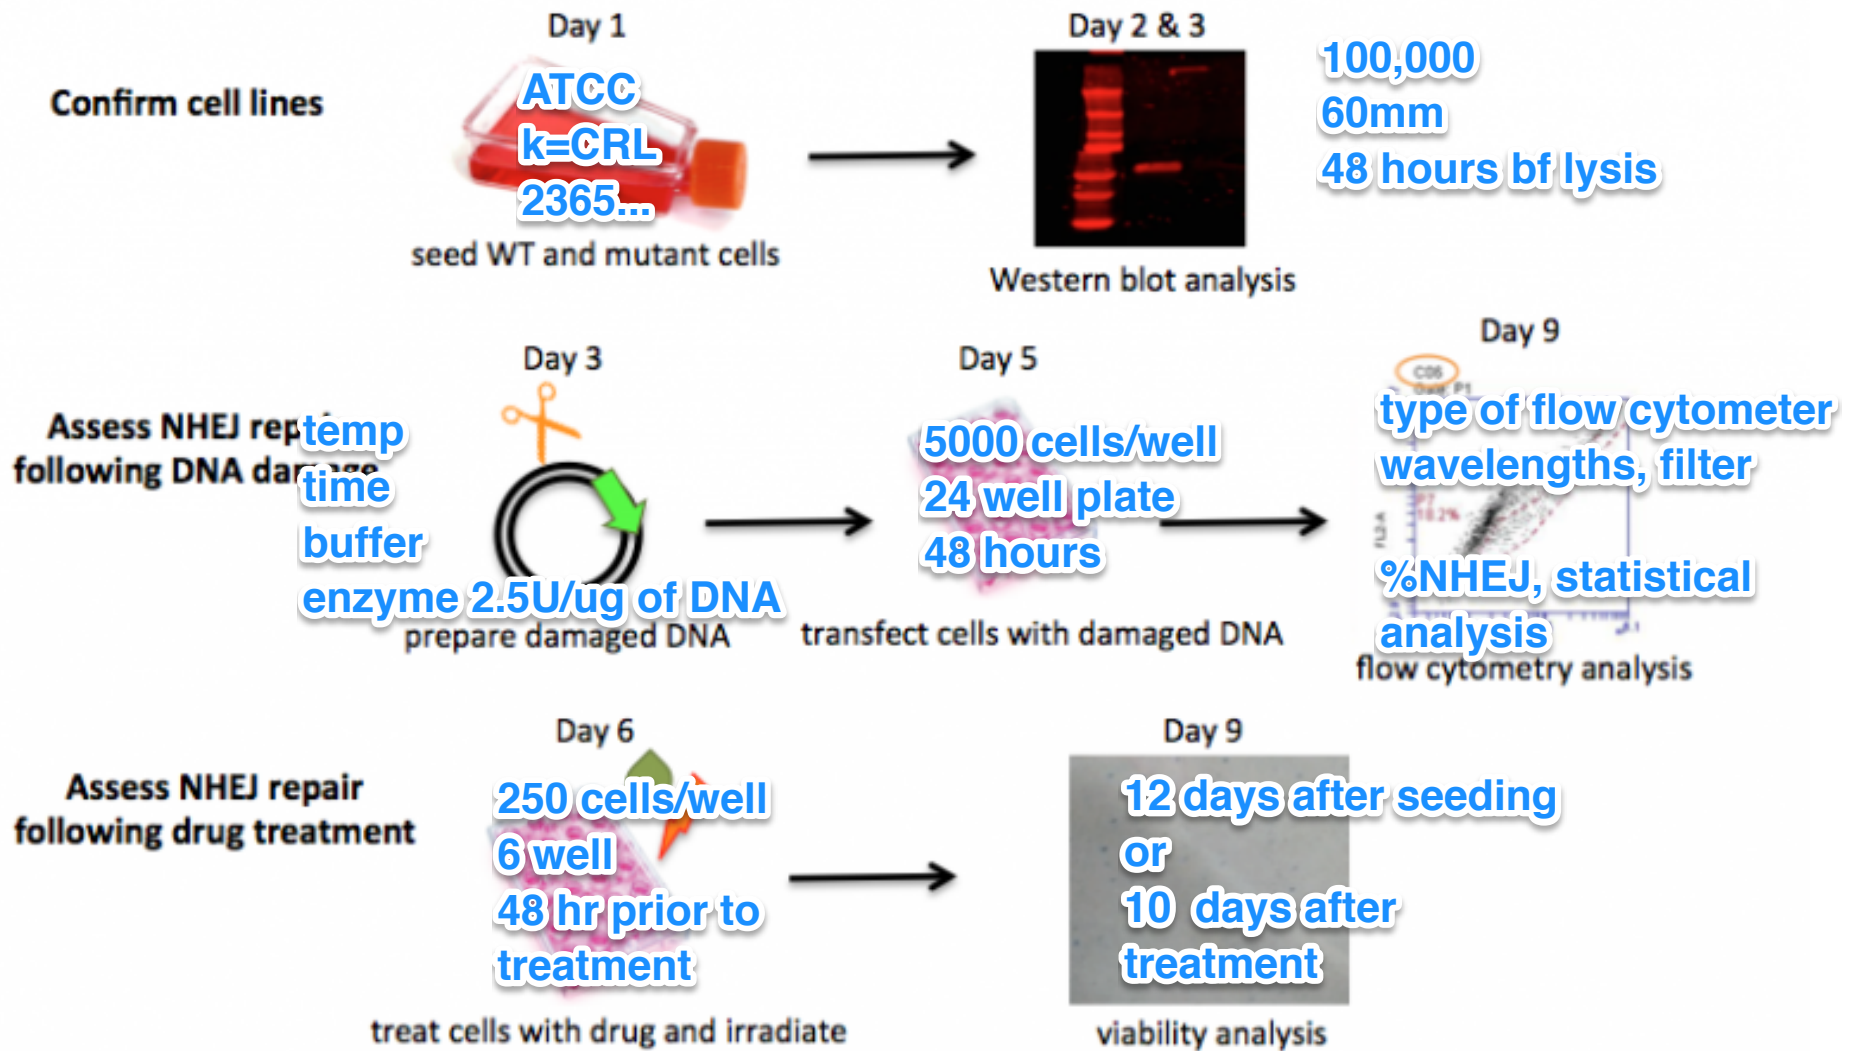 Day 1
Day 2 & 3
Confirm cell lines
ATCC
k=CRL
2365...
100,000
60mm
48 hours bf lysis
seed WT and mutant cells
Western blot analysis
Day 3
Day 5
Day 9
C06
Assess NHEJ rep
following DNA da
temp
time
buffer
enzyme 2.5U/ug of DNA
prepare damaged DNA
5000 cells/well
24 well plate
48 hours
transfect cells with damaged DNA
P1
type of flow cytometer
wavelengths, filter
18.2%
FL2-A
%NHEJ, statistical
analysis
flow cytometry analysis
Day 6
Day 9
Assess NHEJ repair
following drug treatment
250 cells/well
6 well
48 hr prior to
treatment
12 days after seeding
or
10 days after
treatment
treat cells with drug and irradiate
viability analysis